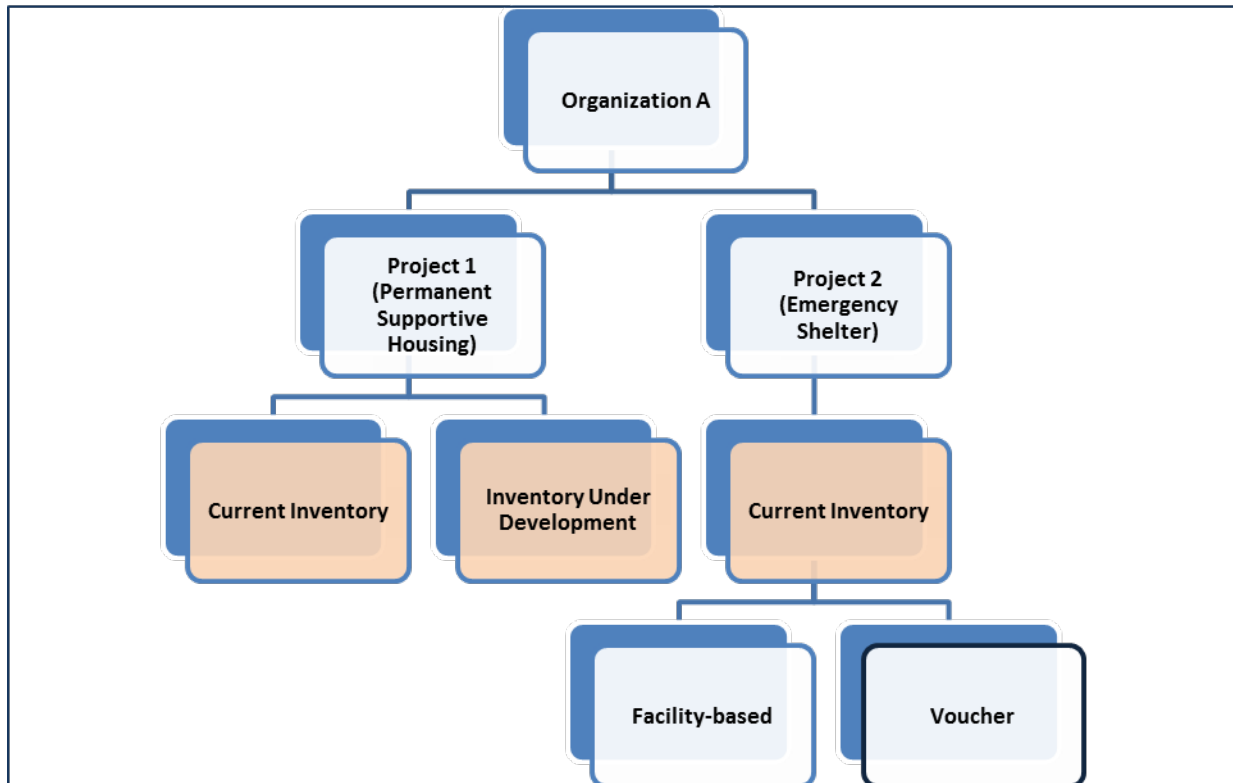 Organization A
Project 1
(Permanent
Supportive
Housing)
Project 2
(Emergency
Shelter)
Current Inventory
Inventory Under
Development
Current Inventory
Facility-based
Voucher